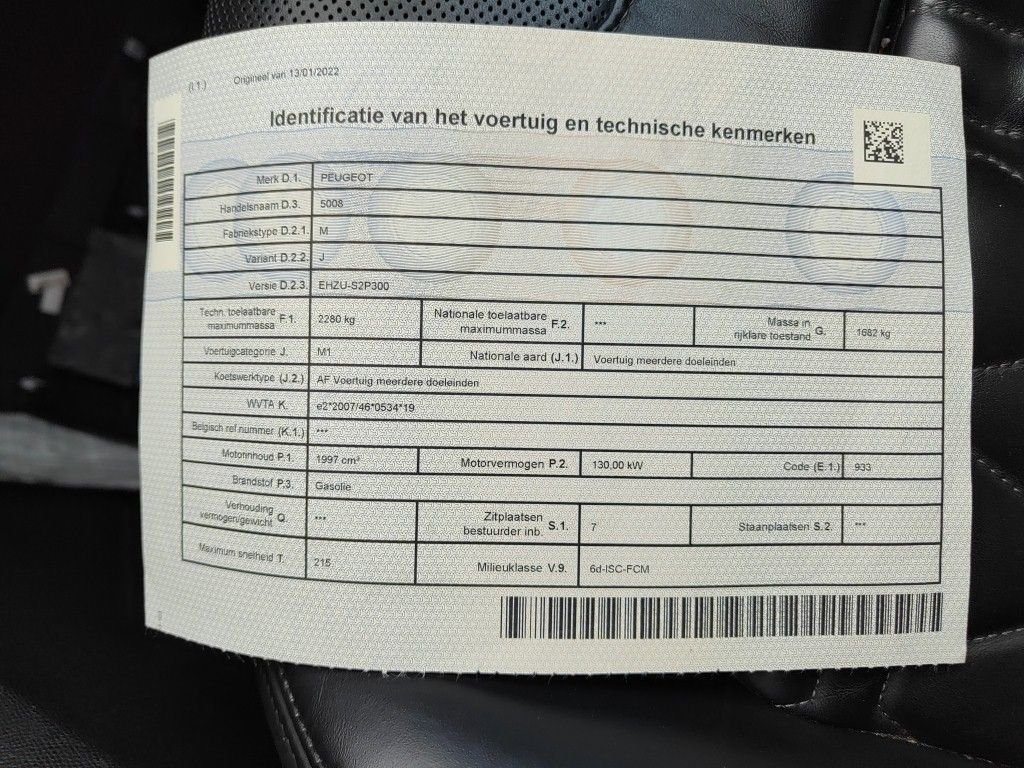 (I.1.) Origineel van 13/01/2022
Identificatie van het voertuig en technische kenmerken
Merk D.1. PEUGEOT
Handelsnaam D.3. 5008
Fabriekstype D.2.1. M
Variant D.2.2. J
Versie D.2.3. EHZU-S2P300
Techn. toelaatbare maximummassa F.1. 2280 kg Nationale toelaatbare maximummassa F.2. *** Massa in rijklare toestand G. 1682 kg
Voertuigcategorie J. M1 Nationale aard (J.1.) Voertuig meerdere doeleinden
Koetswerktype (J.2.) AF Voertuig meerdere doeleinden
WVTA K. e2*2007/46*0534*19
Belgisch ref.nummer (K.1.) ***
Motorinhoud P.1. 1997 cm³ Motorvermogen P.2. 130,00 kW Code (E.1.) 933
Brandstof P.3. Gasolie
Verhouding vermogen/gewicht Q. *** Zitplaatsen bestuurder inb. S.1. 7 Staanplaatsen S.2. ***
Maximum snelheid T. 215 Milieuklasse V.9. 6d-ISC-FCM